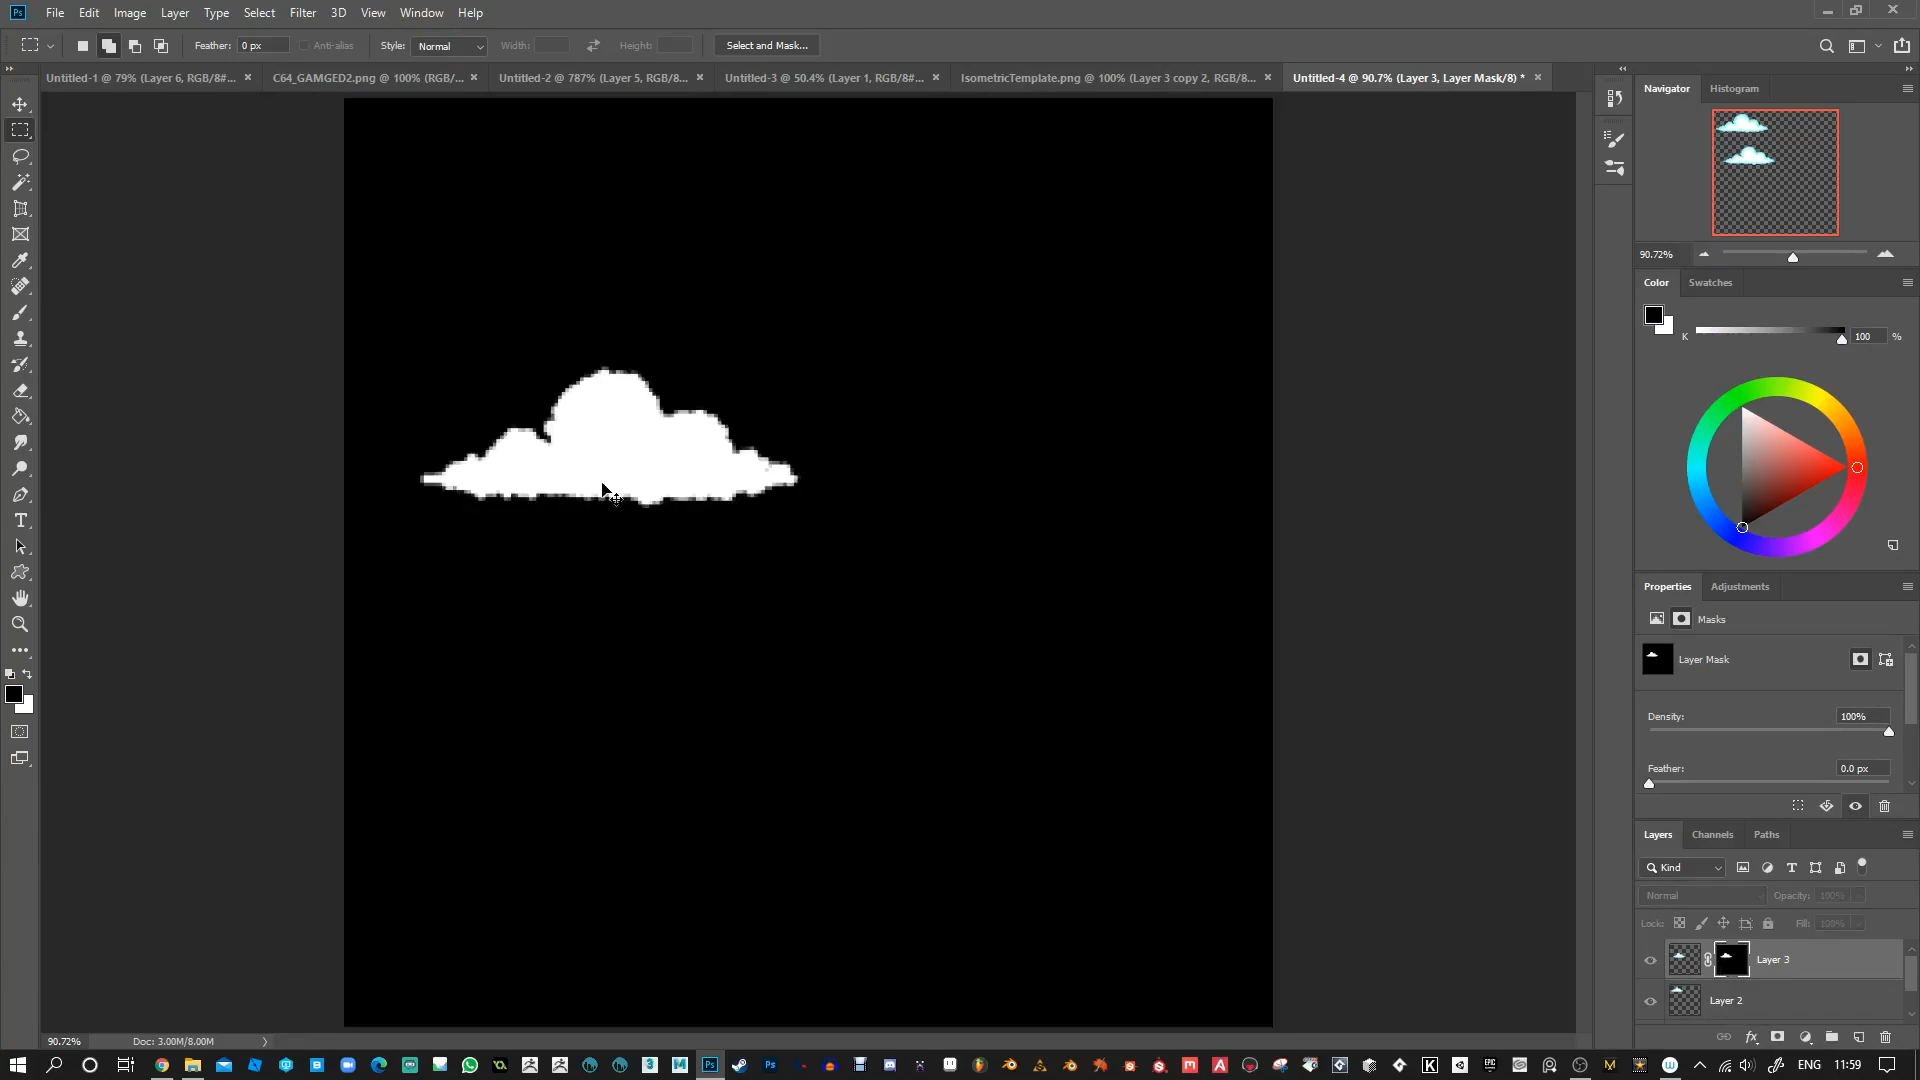 File Edit Image Layer Type Select Filter 3D View Window Help
Feather: 0 px Anti-alias Style: Normal Width: Height: Select and Mask...
Untitled-1 @ 79% (Layer 6, RGB/8#... × C64_GAMGED2.png @ 100% (RGB/... × Untitled-2 @ 787% (Layer 5, RGB/8... × Untitled-3 @ 50.4% (Layer 1, RGB/8#... × IsometricTemplate.png @ 100% (Layer 3 copy 2, RGB/8... × Untitled-4 @ 90.7% (Layer 3, Layer Mask/8) * ×
Navigator Histogram
90.72%
Color Swatches
K 100 %
Properties Adjustments
Masks
Layer Mask
Density: 100%
Feather: 0.0 px
Layers Channels Paths
Kind
Normal Opacity: 100%
Lock: Fill: 100%
Layer 3
Layer 2
90.72% Doc: 3.00M/8.00M
ENG 11:59